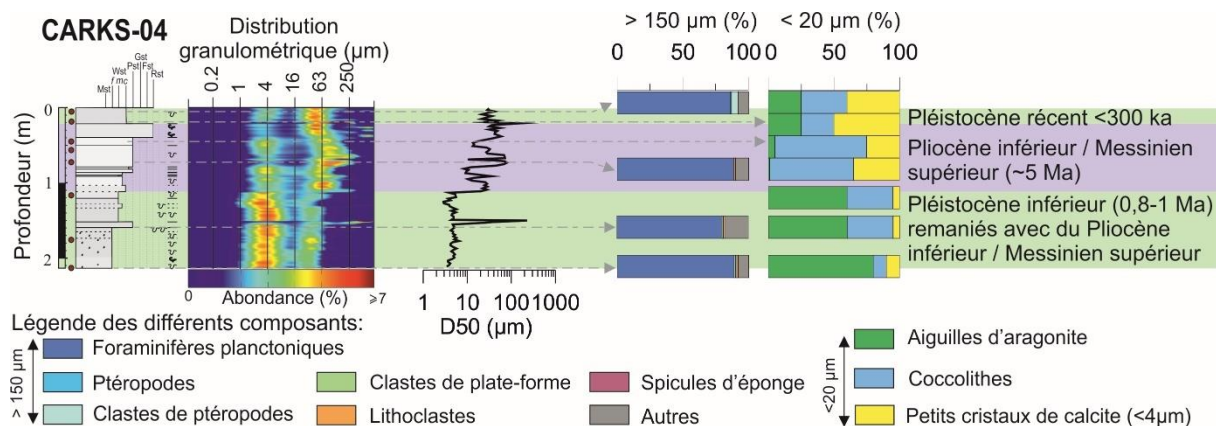 CARKS-04
Distribution
granulométrique (µm)
> 150 µm (%)
< 20 µm (%)
Mst
Wst
f mc
Pst
Gst
Fst
Rst
0.2
1
4
16
63
250
0 50 100
0 50 100
Profondeur (m)
0
1
2
Pléistocène récent <300 ka
Pliocène inférieur / Messinien
supérieur (~5 Ma)
Pléistocène inférieur (0,8-1 Ma)
remaniés avec du Pliocène
inférieur / Messinien supérieur
0 Abondance (%) ⩾7
1 10 100 1000
D50 (µm)
Légende des différents composants:
> 150 µm
Foraminifères planctoniques
Ptéropodes
Clastes de ptéropodes
Clastes de plate-forme
Lithoclastes
Spicules d'éponge
Autres
<20 µm
Aiguilles d'aragonite
Coccolithes
Petits cristaux de calcite (<4µm)